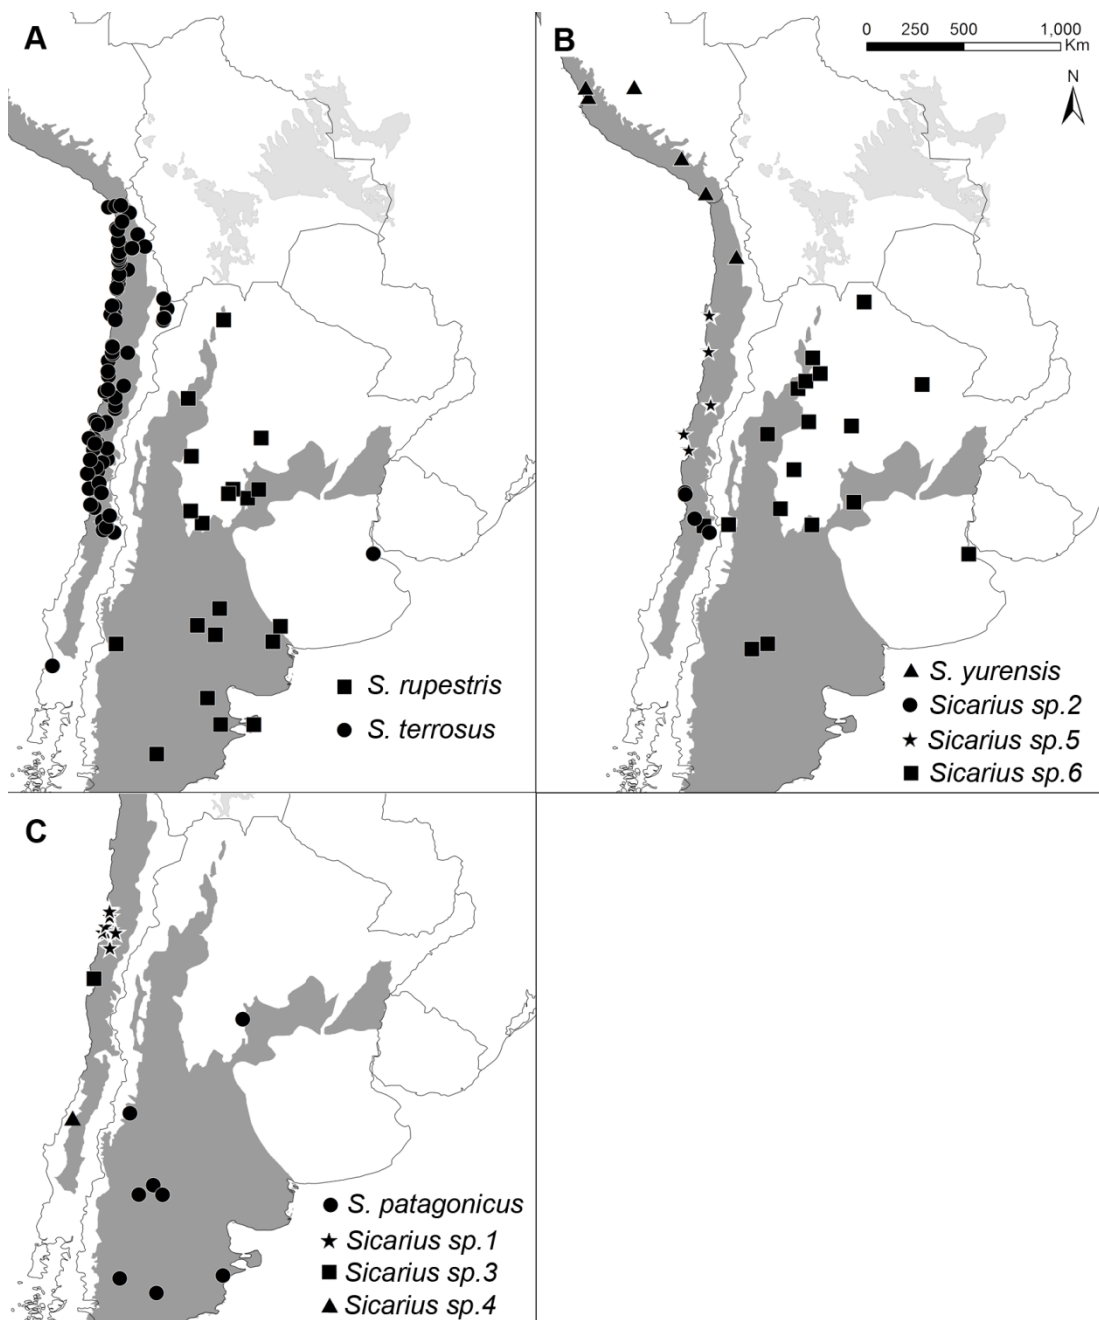 A
S. rupestris
S. terrosus
B
0 250 500 1,000
Km
N
S. yurensis
Sicarius sp.2
Sicarius sp.5
Sicarius sp.6
C
S. patagonicus
Sicarius sp.1
Sicarius sp.3
Sicarius sp.4